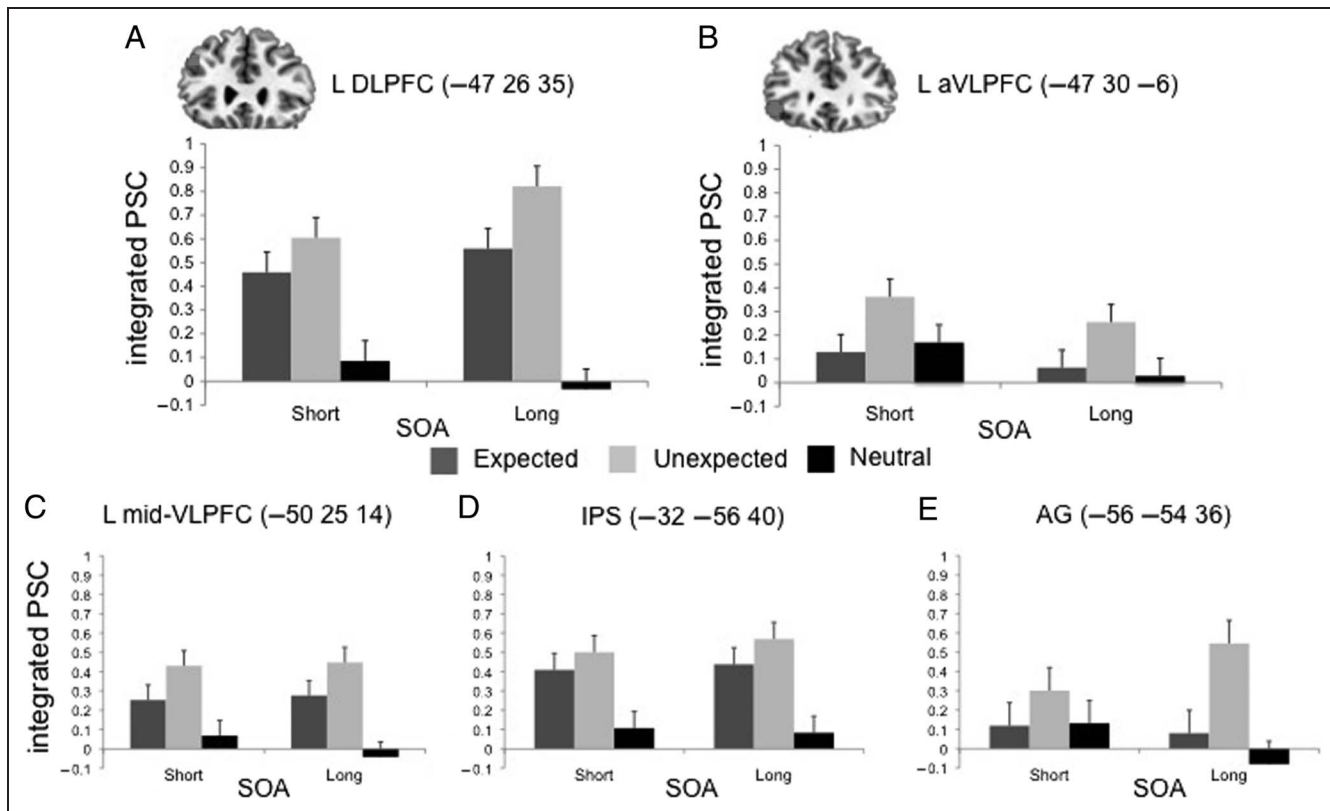 A
L DLPFC (−47 26 35)
integrated PSC
1
0.9
0.8
0.7
0.6
0.5
0.4
0.3
0.2
0.1
0
−0.1
Short
Long
SOA
B
L aVLPFC (−47 30 −6)
integrated PSC
1
0.9
0.8
0.7
0.6
0.5
0.4
0.3
0.2
0.1
0
−0.1
Short
Long
SOA
Expected Unexpected Neutral
C
L mid-VLPFC (−50 25 14)
integrated PSC
1
0.9
0.8
0.7
0.6
0.5
0.4
0.3
0.2
0.1
0
−0.1
Short
Long
SOA
D
IPS (−32 −56 40)
1
0.9
0.8
0.7
0.6
0.5
0.4
0.3
0.2
0.1
0
−0.1
Short
Long
SOA
E
AG (−56 −54 36)
1
0.9
0.8
0.7
0.6
0.5
0.4
0.3
0.2
0.1
0
−0.1
Short
Long
SOA